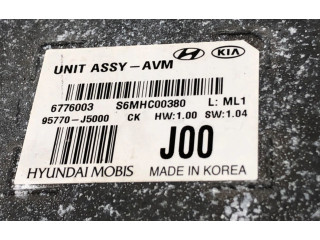 UNIT ASSY-AVM
KIA
6776003 S6MHC00380 L: ML1
95770-J5000 CK HW:1.00 SW:1.04
J00
HYUNDAI MOBIS MADE IN KOREA